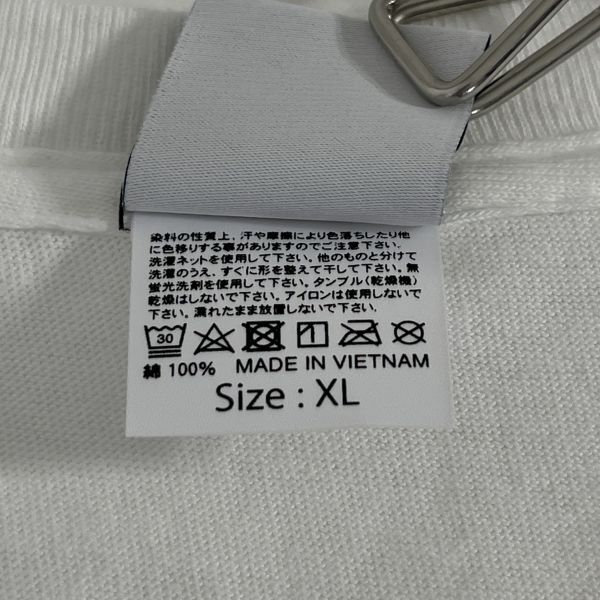 染料の性質上、汗や摩擦により色落ちしたり他
に色移りする事がありますのでご注意下さい。
洗濯ネットを使用して下さい。他のものと分けて
洗濯のうえ、すぐに形を整えて干して下さい。無
蛍光洗剤を使用して下さい。タンブル（乾燥機）
乾燥はしないで下さい。アイロンは使用しないで
下さい。濡れたまま放置しないで下さい。
30
綿 100% MADE IN VIETNAM
Size : XL